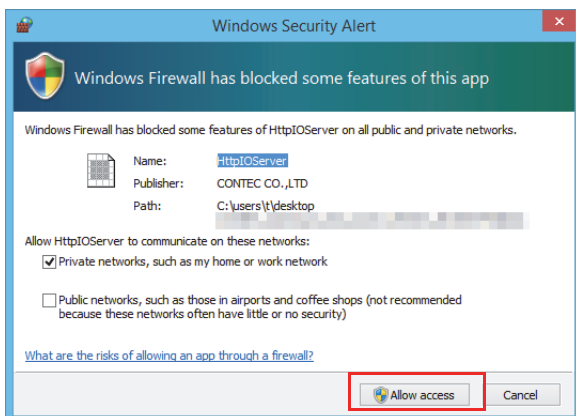 Windows Security Alert
Windows Firewall has blocked some features of this app
Windows Firewall has blocked some features of HttpIOServer on all public and private networks.
Name: HttpIOServer
Publisher: CONTEC CO.,LTD
Path: C:\users\t\desktop
Allow HttpIOServer to communicate on these networks:
Private networks, such as my home or work network
Public networks, such as those in airports and coffee shops (not recommended
because these networks often have little or no security)
What are the risks of allowing an app through a firewall?
Allow access Cancel